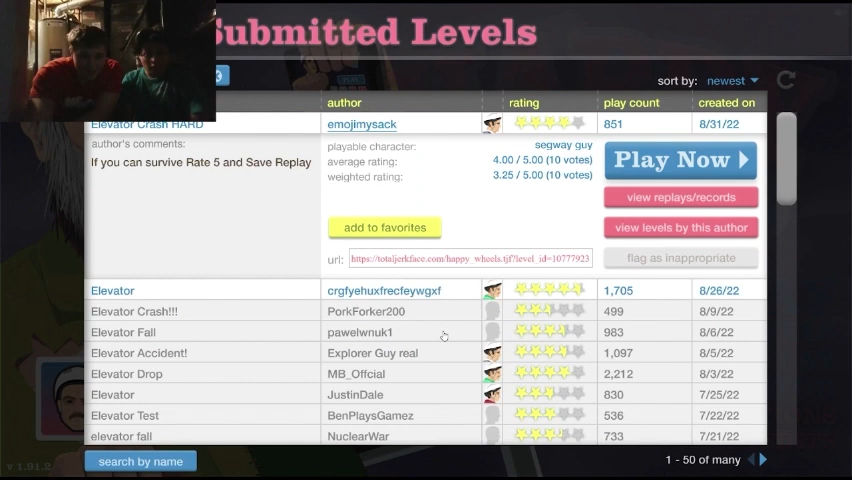 Submitted Levels
sort by: newest
author rating play count created on
Elevator Crash HARD emojimysack 851 8/31/22
author's comments:
If you can survive Rate 5 and Save Replay
playable character: segway guy
average rating: 4.00 / 5.00 (10 votes)
weighted rating: 3.25 / 5.00 (10 votes)
Play Now
view replays/records
add to favorites
view levels by this author
url: https://totaljerkface.com/happy_wheels.tjf?level_id=10777923
flag as inappropriate
Elevator crgfyehuxfrecfeywgxf 1,705 8/26/22
Elevator Crash!!! PorkForker200 499 8/9/22
Elevator Fall pawelwnuk1 983 8/6/22
Elevator Accident! Explorer Guy real 1,097 8/5/22
Elevator Drop MB_Offcial 2,212 8/3/22
Elevator JustinDale 830 7/25/22
Elevator Test BenPlaysGamez 536 7/22/22
elevator fall NuclearWar 733 7/21/22
search by name
1 - 50 of many
v 1.91.2